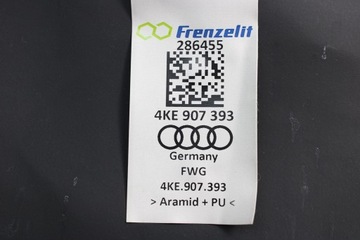 Frenzelit
286455
4KE 907 393
Germany
FWG
4KE.907.393
> Aramid + PU <